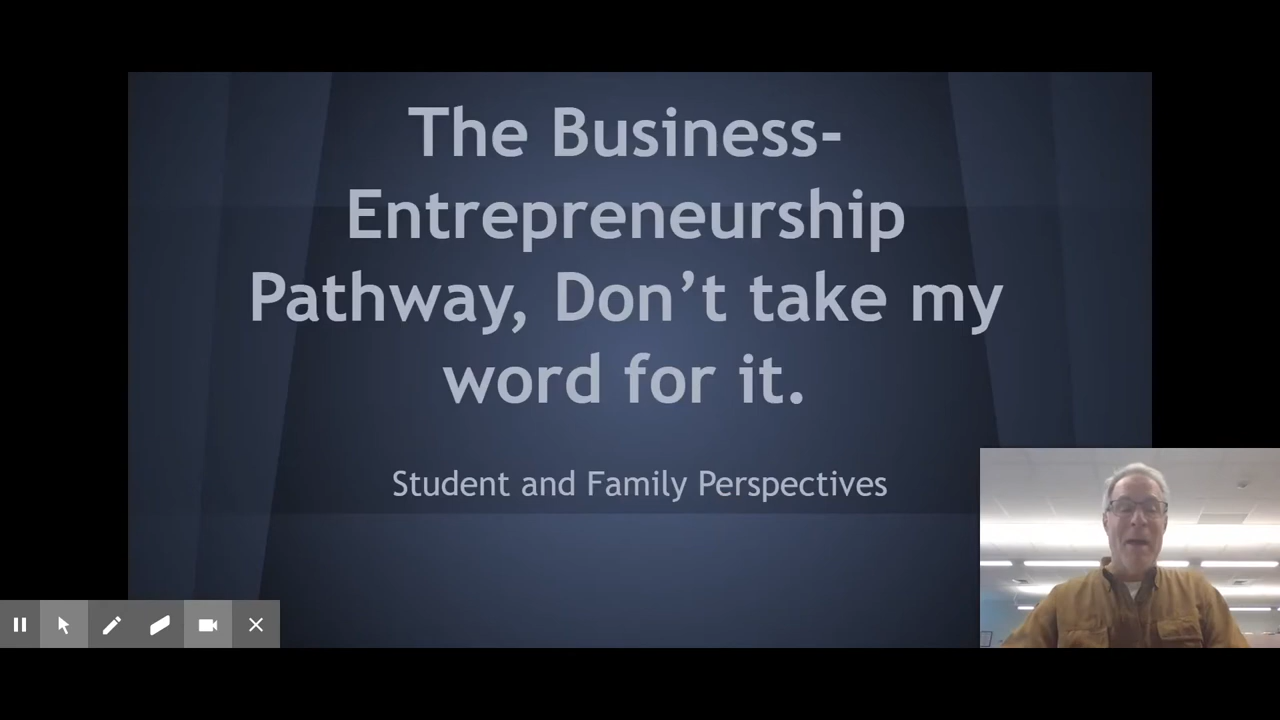 The Business-
Entrepreneurship
Pathway, Don’t take my
word for it.
Student and Family Perspectives